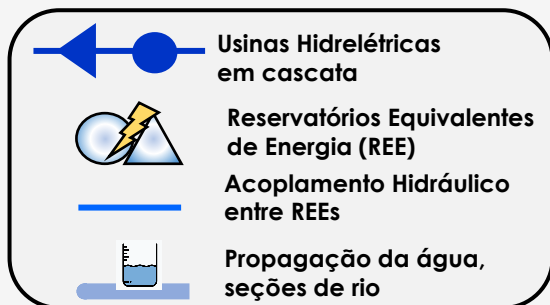 Usinas Hidrelétricas
em cascata
Reservatórios Equivalentes
de Energia (REE)
Acoplamento Hidráulico
entre REEs
Propagação da água,
seções de rio